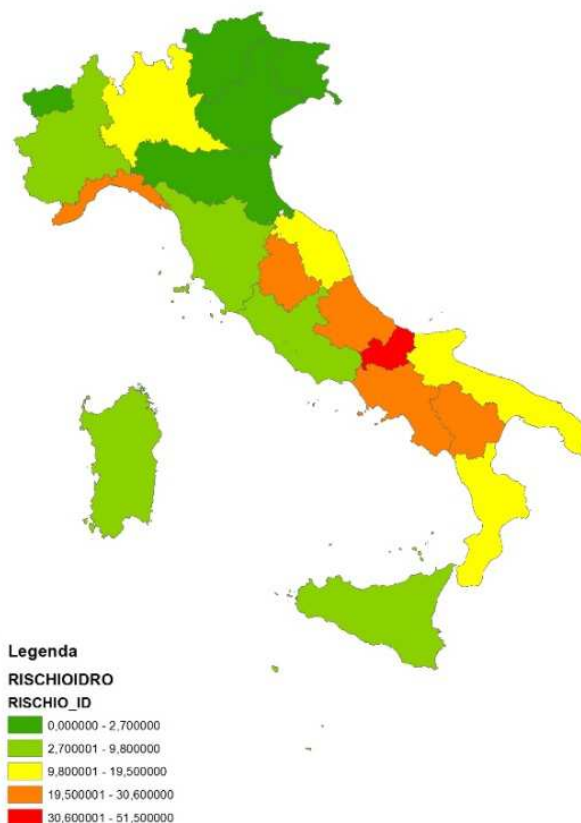 Legenda
RISCHIOIDRO
RISCHIO_ID
0,000000 - 2,700000
2,700001 - 9,800000
9,800001 - 19,500000
19,500001 - 30,600000
30,600001 - 51,500000